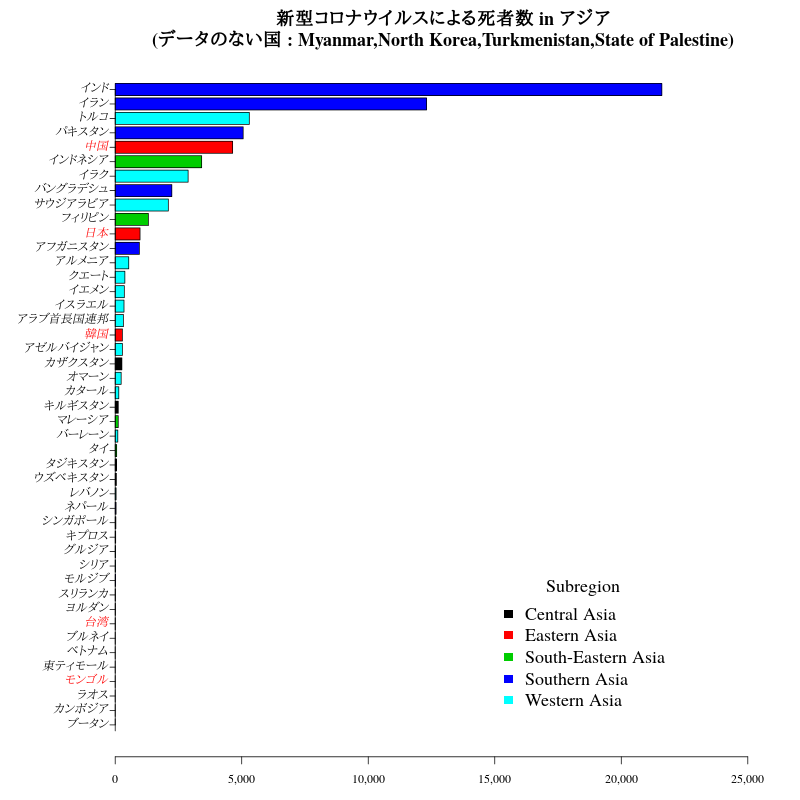 新型コロナウイルスによる死者数 in アジア
(データのない国 : Myanmar,North Korea,Turkmenistan,State of Palestine)
インド
イラン
トルコ
パキスタン
中国
インドネシア
イラク
バングラデシュ
サウジアラビア
フィリピン
日本
アフガニスタン
アルメニア
クエート
イエメン
イスラエル
アラブ首長国連邦
韓国
アゼルバイジャン
カザクスタン
オマーン
カタール
キルギスタン
マレーシア
バーレーン
タイ
タジキスタン
ウズベキスタン
レバノン
ネパール
シンガポール
キプロス
グルジア
シリア
モルジブ
スリランカ
ヨルダン
台湾
ブルネイ
ベトナム
東ティモール
モンゴル
ラオス
カンボジア
ブータン
Subregion
Central Asia
Eastern Asia
South-Eastern Asia
Southern Asia
Western Asia
0 5,000 10,000 15,000 20,000 25,000